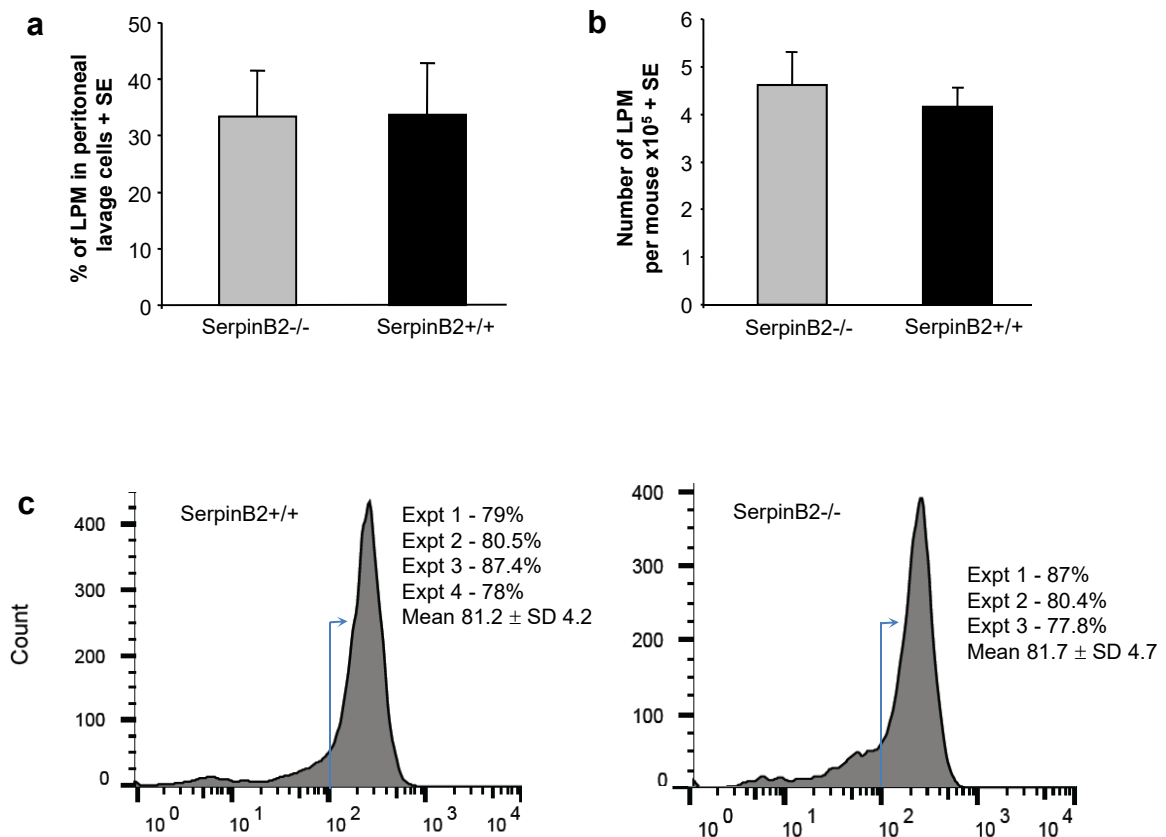 a
% of LPM in peritoneal
lavage cells + SE
50
40
30
20
10
0
SerpinB2-/-
SerpinB2+/+
b
Number of LPM
per mouse x10⁵ + SE
6
5
4
3
2
1
0
SerpinB2-/-
SerpinB2+/+
c
Count
SerpinB2+/+
400
300
200
100
0
Expt 1 - 79%
Expt 2 - 80.5%
Expt 3 - 87.4%
Expt 4 - 78%
Mean 81.2 ± SD 4.2
10⁰ 10¹ 10² 10³ 10⁴
SerpinB2-/-
400
300
200
100
0
Expt 1 - 87%
Expt 2 - 80.4%
Expt 3 - 77.8%
Mean 81.7 ± SD 4.7
10⁰ 10¹ 10² 10³ 10⁴